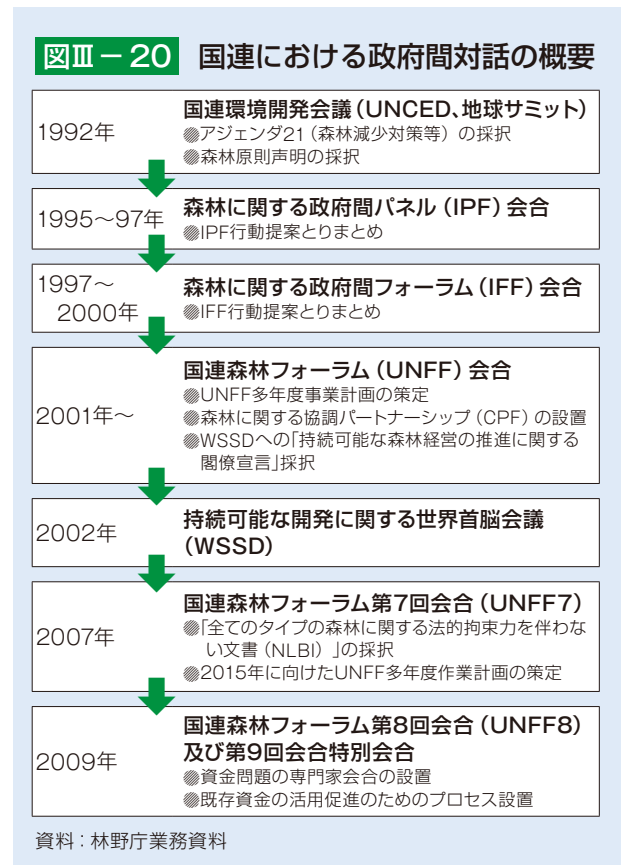 図Ⅲ－20 国連における政府間対話の概要
1992年
国連環境開発会議（UNCED、地球サミット）
●アジェンダ21（森林減少対策等）の採択
●森林原則声明の採択
1995〜97年
森林に関する政府間パネル（IPF）会合
●IPF行動提案とりまとめ
1997〜
2000年
森林に関する政府間フォーラム（IFF）会合
●IFF行動提案とりまとめ
2001年〜
国連森林フォーラム（UNFF）会合
●UNFF多年度事業計画の策定
●森林に関する協調パートナーシップ（CPF）の設置
●WSSDへの「持続可能な森林経営の推進に関する
閣僚宣言」採択
2002年
持続可能な開発に関する世界首脳会議
（WSSD）
2007年
国連森林フォーラム第7回会合（UNFF7）
●「全てのタイプの森林に関する法的拘束力を伴わな
い文書（NLBI）」の採択
●2015年に向けたUNFF多年度作業計画の策定
2009年
国連森林フォーラム第8回会合（UNFF8）
及び第9回会合特別会合
●資金問題の専門家会合の設置
●既存資金の活用促進のためのプロセス設置
資料：林野庁業務資料